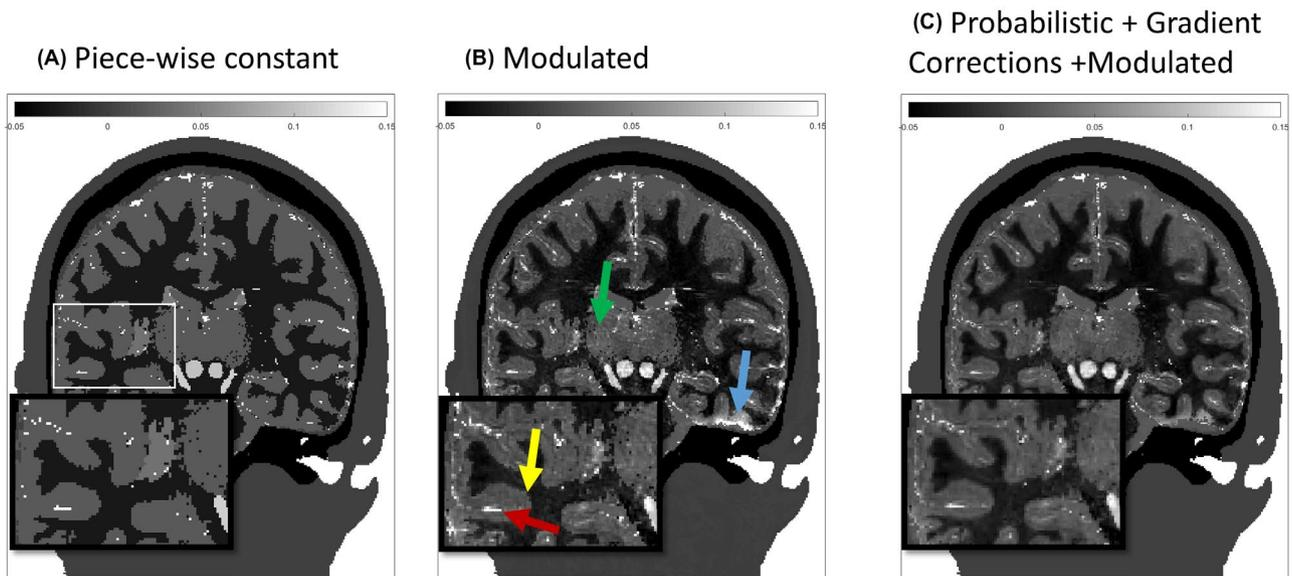 (A) Piece-wise constant
(B) Modulated
(C) Probabilistic + Gradient
Corrections +Modulated
-0.05 0 0.05 0.1 0.15
-0.05 0 0.05 0.1 0.15
-0.05 0 0.05 0.1 0.15